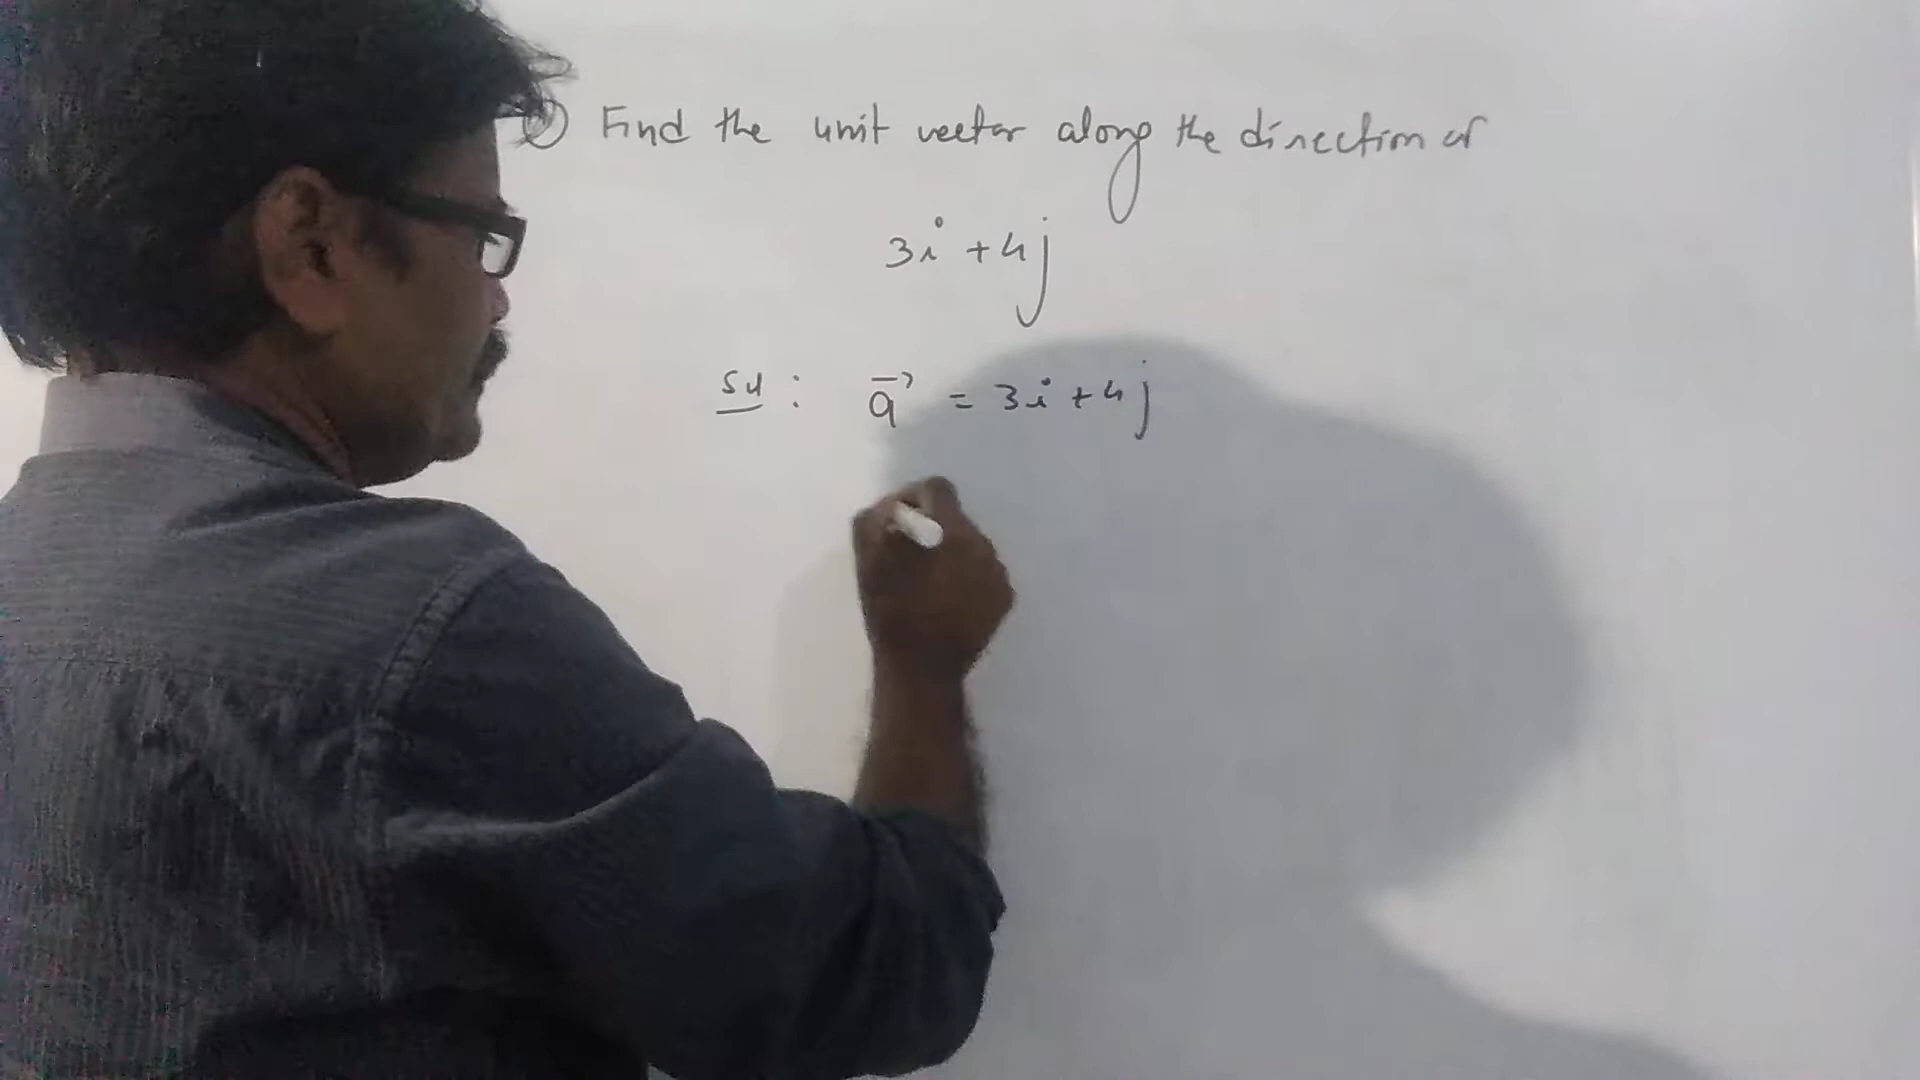 Find the unit vector along the direction of
3i + 4j
Sol : a⃗ = 3i + 4j